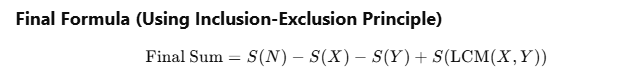 Final Formula (Using Inclusion-Exclusion Principle)
Final Sum = S(N) − S(X) − S(Y) + S(LCM(X, Y))